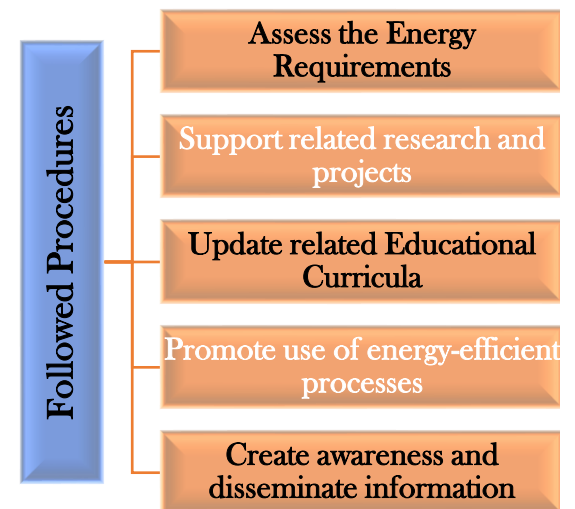 Followed Procedures
Assess the Energy
Requirements
Support related research and
projects
Update related Educational
Curricula
Promote use of energy-efficient
processes
Create awareness and
disseminate information